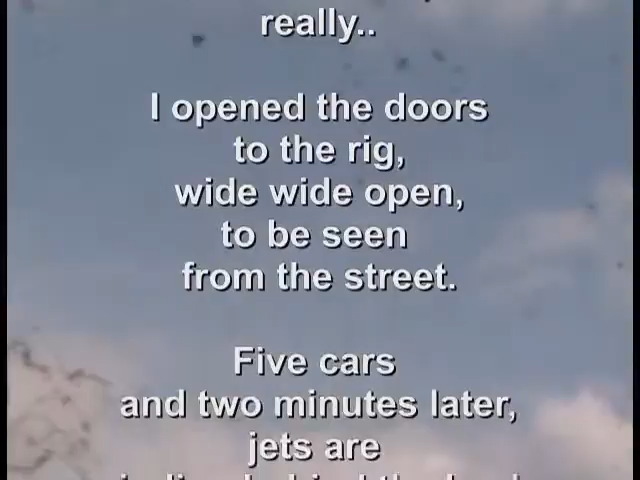 really..
I opened the doors
to the rig,
wide wide open,
to be seen
from the street.
Five cars
and two minutes later,
jets are